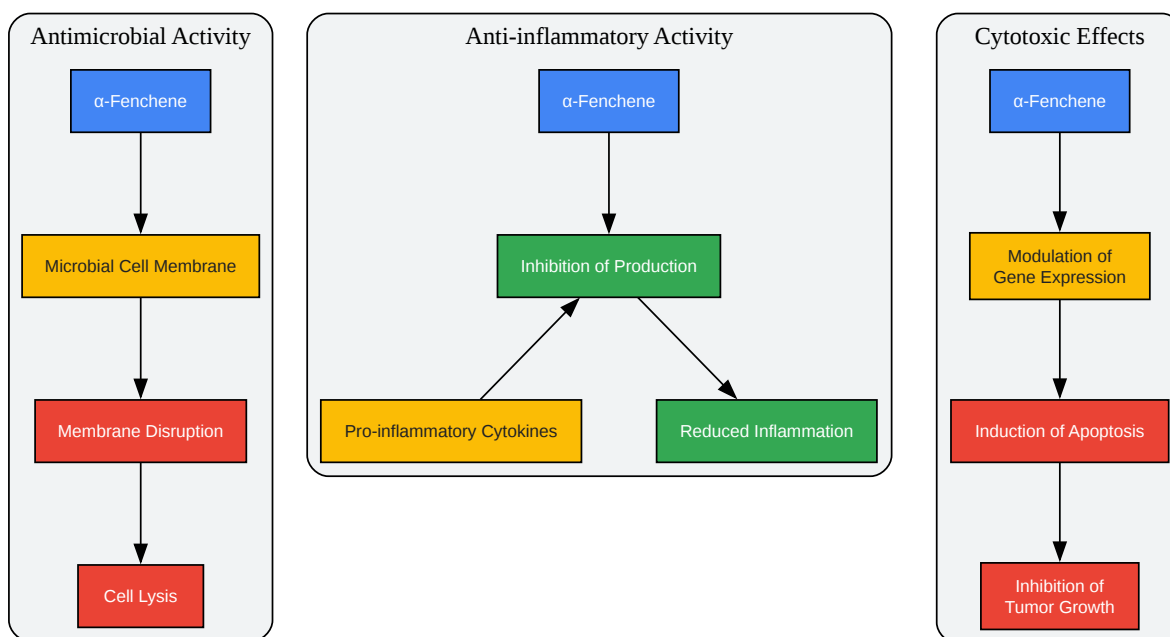 Antimicrobial Activity
α-Fenchene
Microbial Cell Membrane
Membrane Disruption
Cell Lysis
Anti-inflammatory Activity
α-Fenchene
Inhibition of Production
Pro-inflammatory Cytokines
Reduced Inflammation
Cytotoxic Effects
α-Fenchene
Modulation of
Gene Expression
Induction of Apoptosis
Inhibition of
Tumor Growth